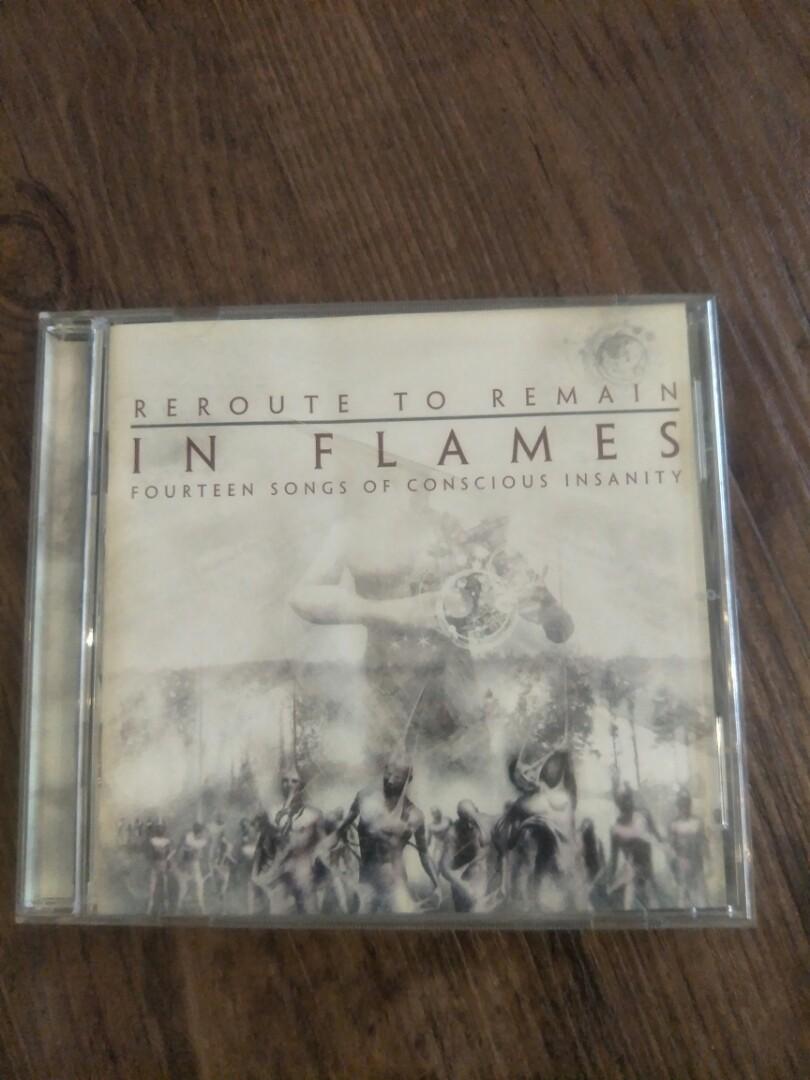 REROUTE TO REMAIN
IN FLAMES
FOURTEEN SONGS OF CONSCIOUS INSANITY